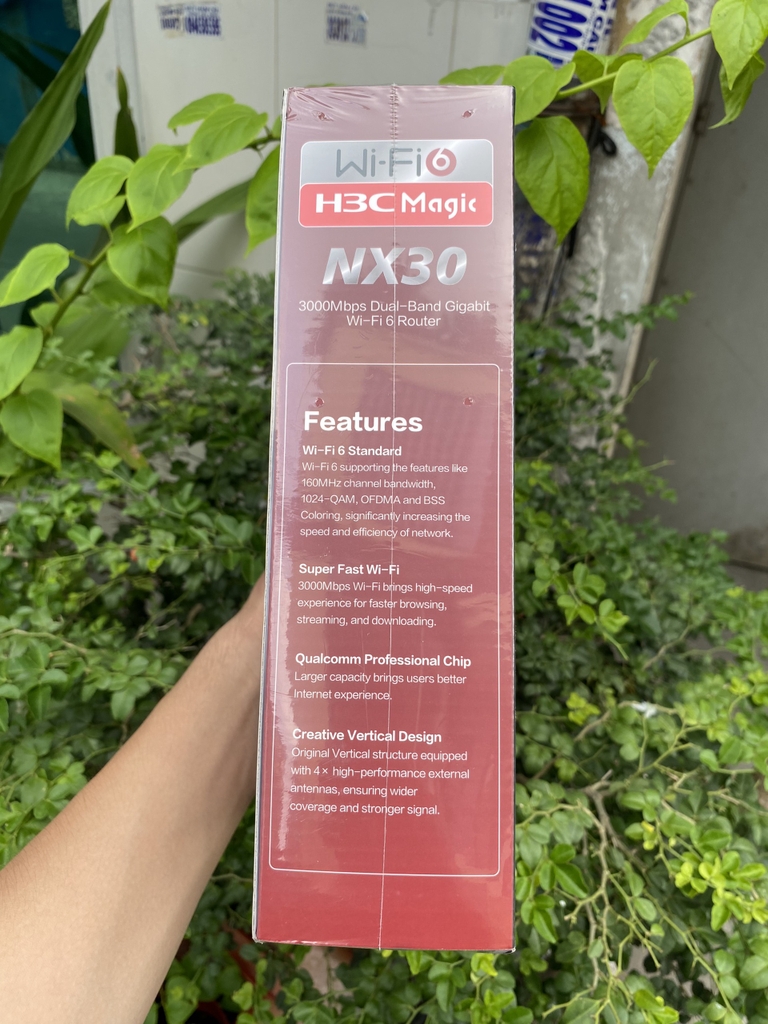 Wi-Fi 6
H3C Magic
NX30
3000Mbps Dual-Band Gigabit
Wi-Fi 6 Router
Features
Wi-Fi 6 Standard
Wi-Fi 6 supporting the features like
160MHz channel bandwidth,
1024-QAM, OFDMA and BSS
Coloring, significantly increasing the
speed and efficiency of network.
Super Fast Wi-Fi
3000Mbps Wi-Fi brings high-speed
experience for faster browsing,
streaming, and downloading.
Qualcomm Professional Chip
Larger capacity brings users better
Internet experience.
Creative Vertical Design
Original Vertical structure equipped
with 4× high-performance external
antennas, ensuring wider
coverage and stronger signal.